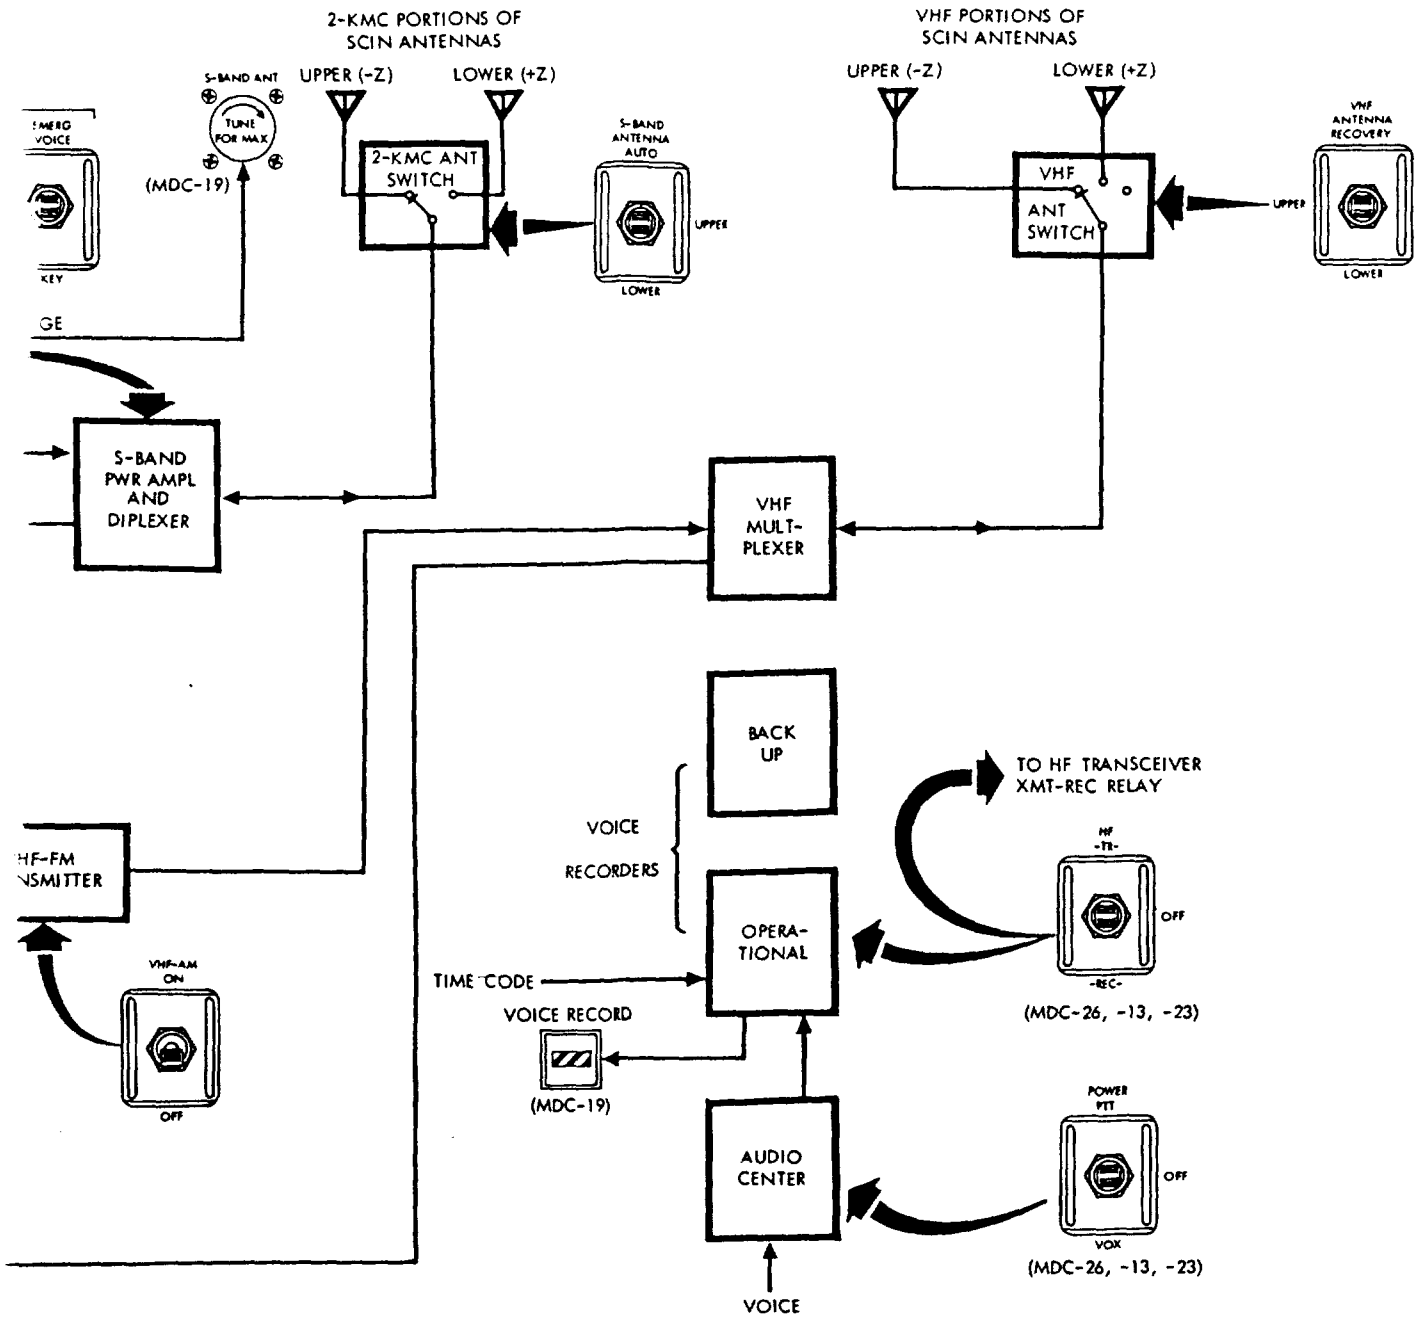 2-KMC PORTIONS OF
SCIN ANTENNAS
UPPER (-Z)
LOWER (+Z)
VHF PORTIONS OF
SCIN ANTENNAS
UPPER (-Z)
LOWER (+Z)
S-BAND ANT
TUNE
FOR MAX
(MDC-19)
EMERG
VOICE
KEY
GE
2-KMC ANT
SWITCH
S-BAND
ANTENNA
AUTO
UPPER
LOWER
VHF
ANT
SWITCH
VHF
ANTENNA
RECOVERY
UPPER
LOWER
S-BAND
PWR AMPL
AND
DIPLEXER
VHF
MULT-
PLEXER
BACK
UP
VOICE
RECORDERS
TO HF TRANSCEIVER
XMT-REC RELAY
HF
-TR-
OFF
-REC-
(MDC-26, -13, -23)
HF-FM
NSMITTER
VHF-AM
ON
OFF
OPERA-
TIONAL
TIME CODE
VOICE RECORD
(MDC-19)
AUDIO
CENTER
VOICE
POWER
PTT
OFF
VOX
(MDC-26, -13, -23)